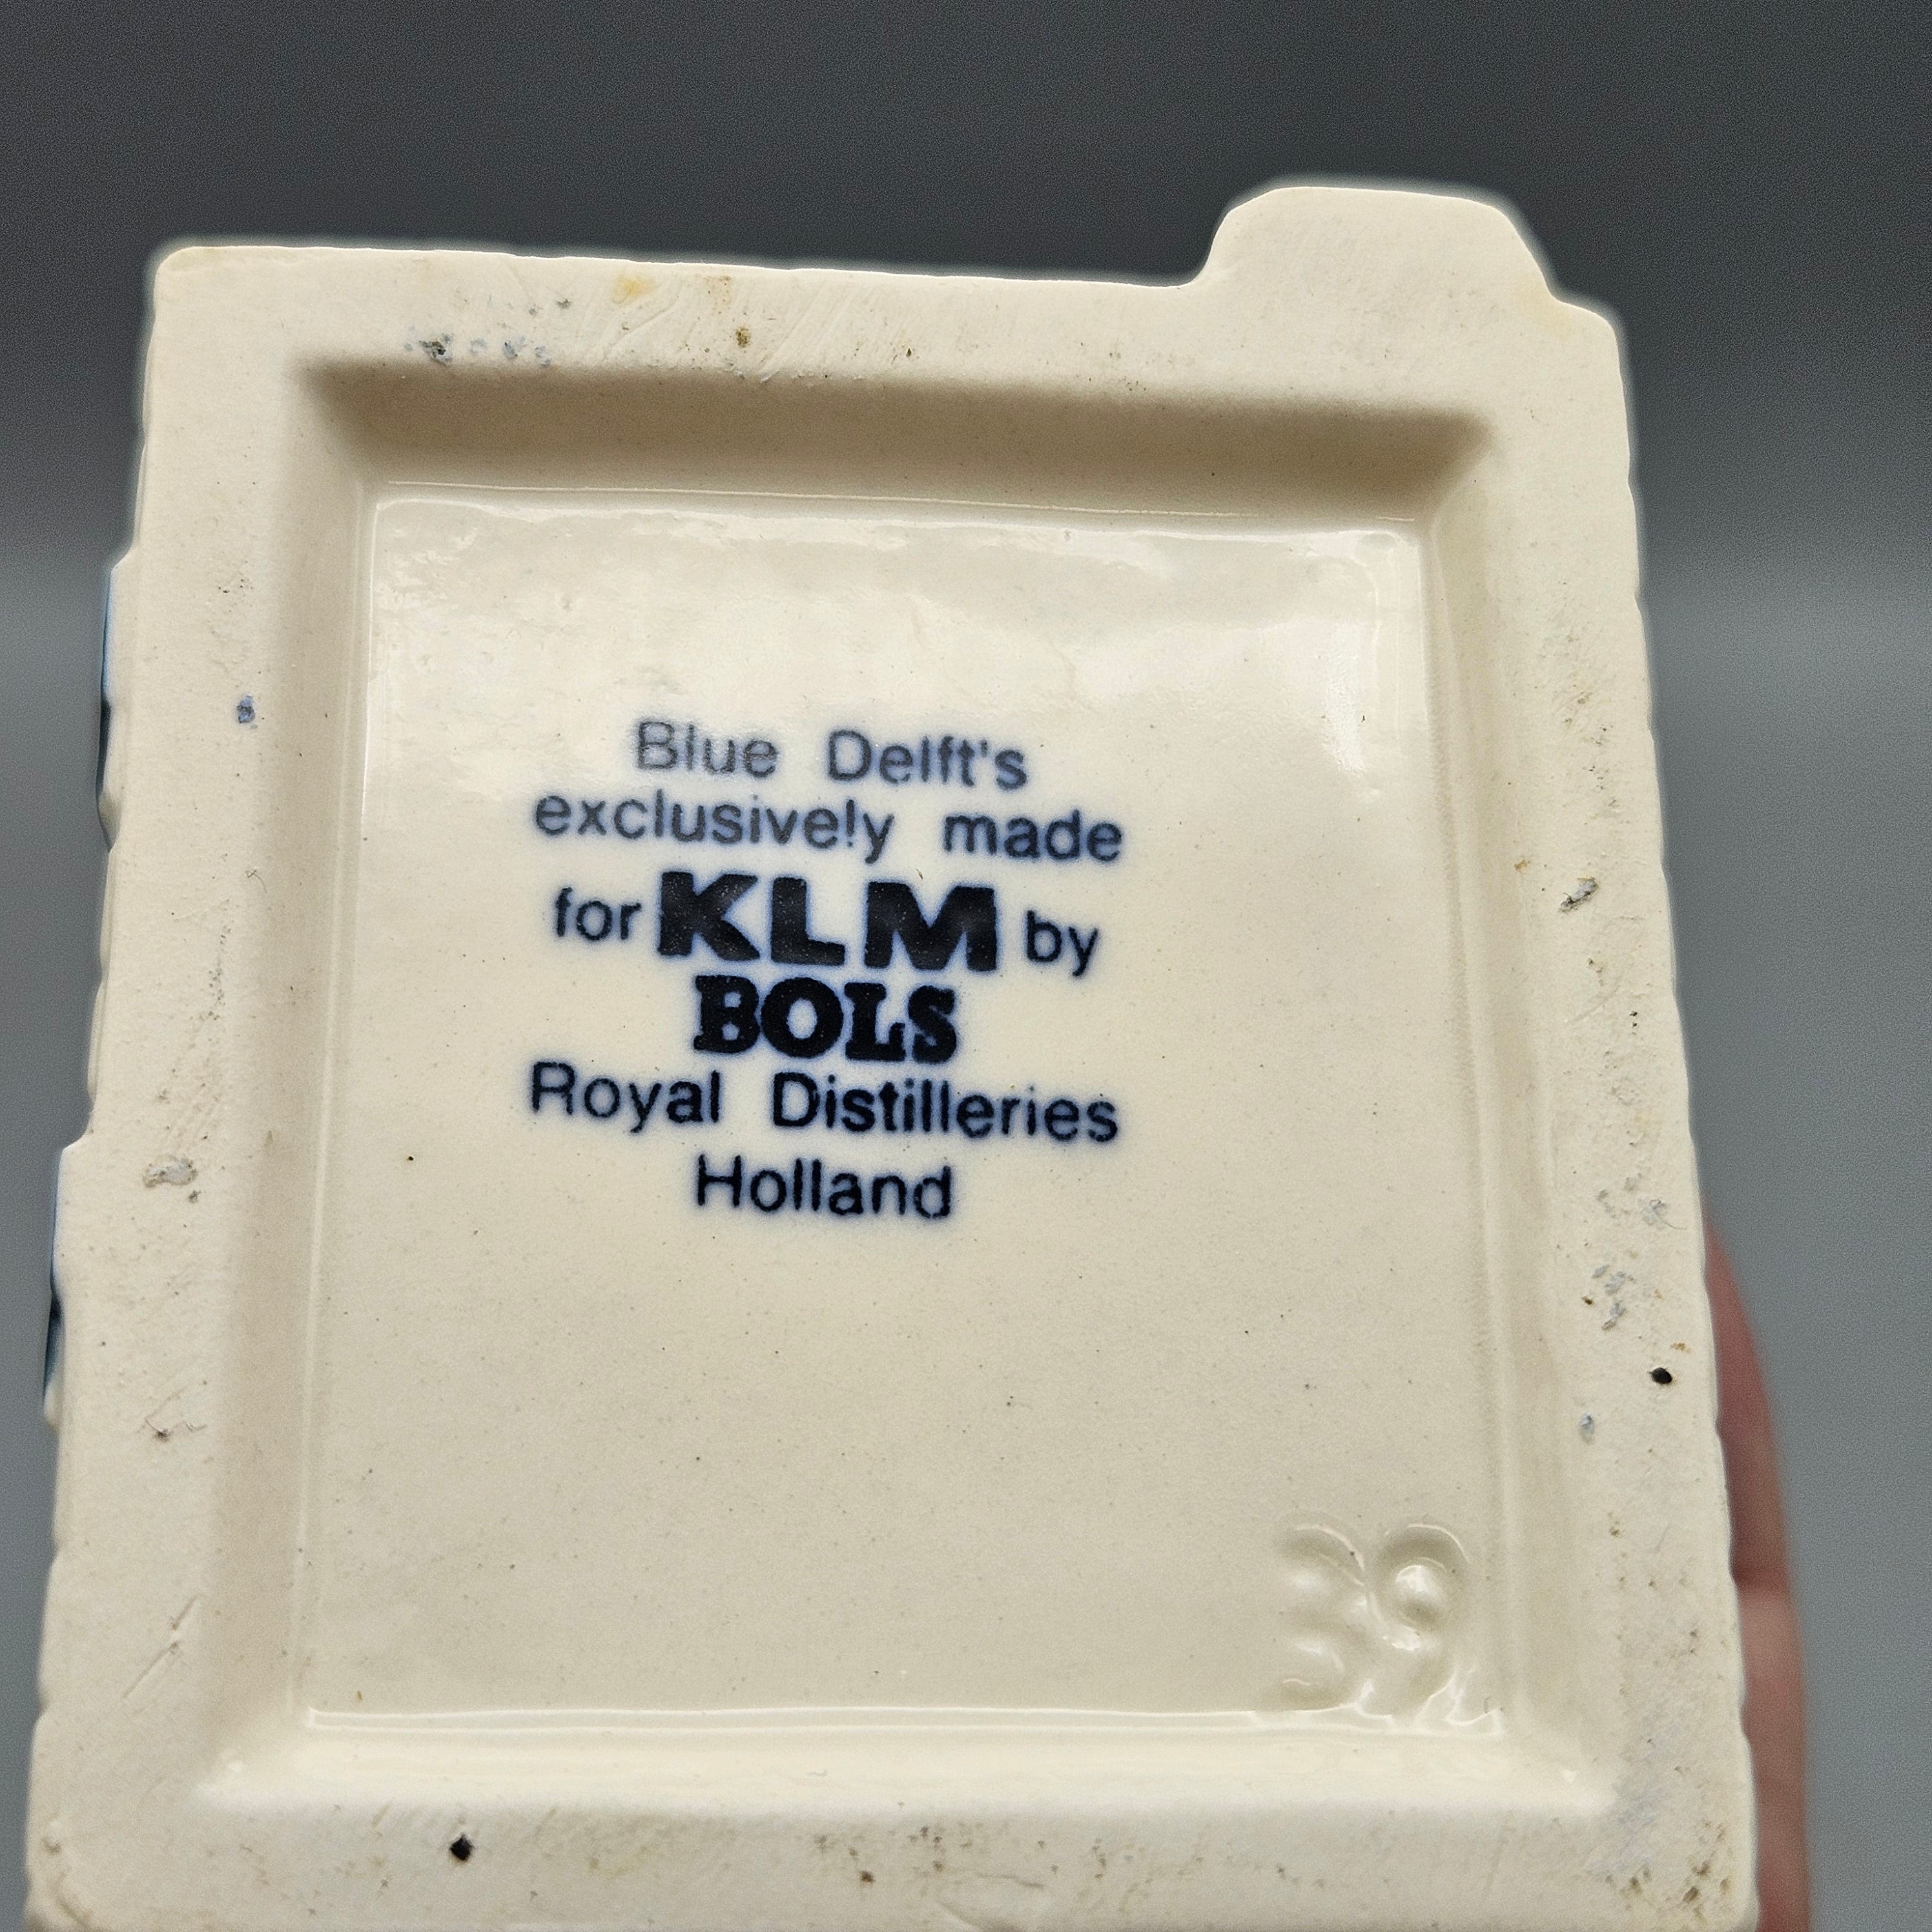 Blue Delft's
exclusively made
for KLM by
BOLS
Royal Distilleries
Holland
39